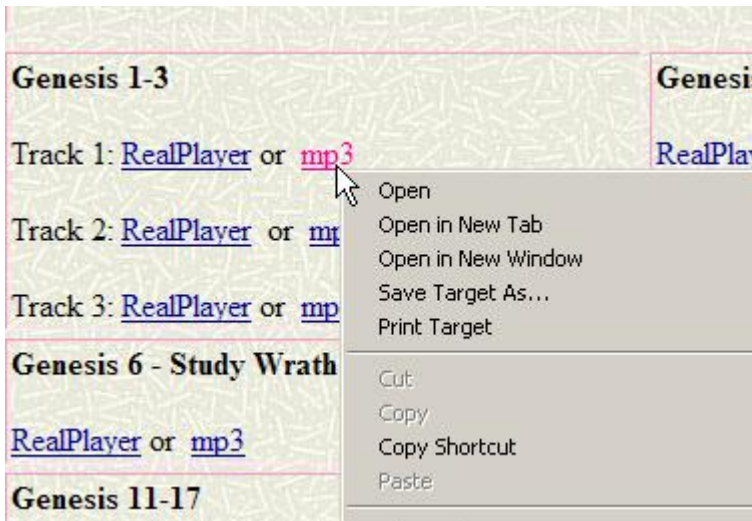 Genesis 1-3
Track 1: RealPlayer or mp3
Track 2: RealPlayer or
Track 3: RealPlayer or mp
Genesis 6 - Study Wrath
RealPlayer or mp3
Genesis 11-17
Genesi
RealPlay
Open
Open in New Tab
Open in New Window
Save Target As...
Print Target
Cut
Copy
Copy Shortcut
Paste